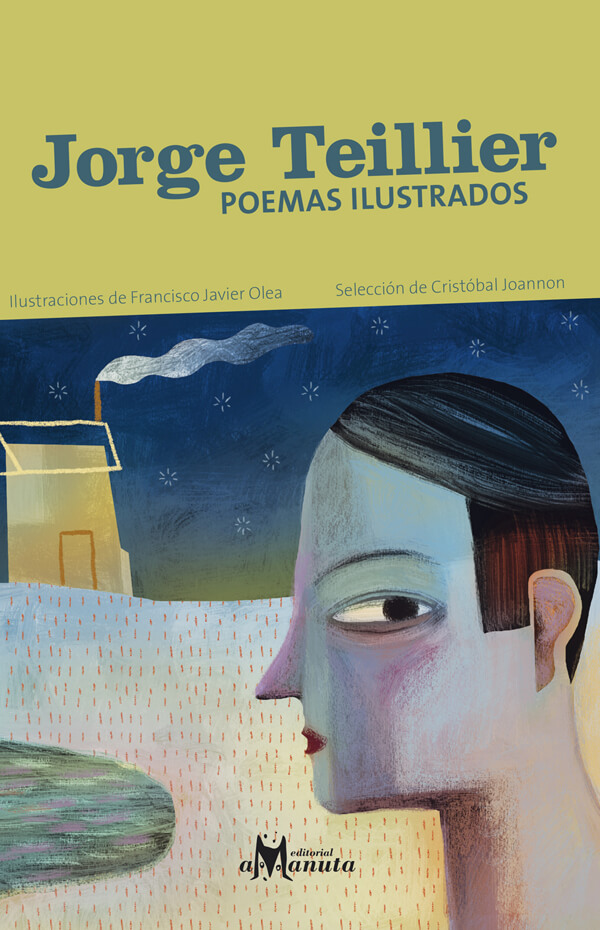 Jorge Teillier
POEMAS ILUSTRADOS
Ilustraciones de Francisco Javier Olea
Selección de Cristóbal Joannon
editorial
aManuta